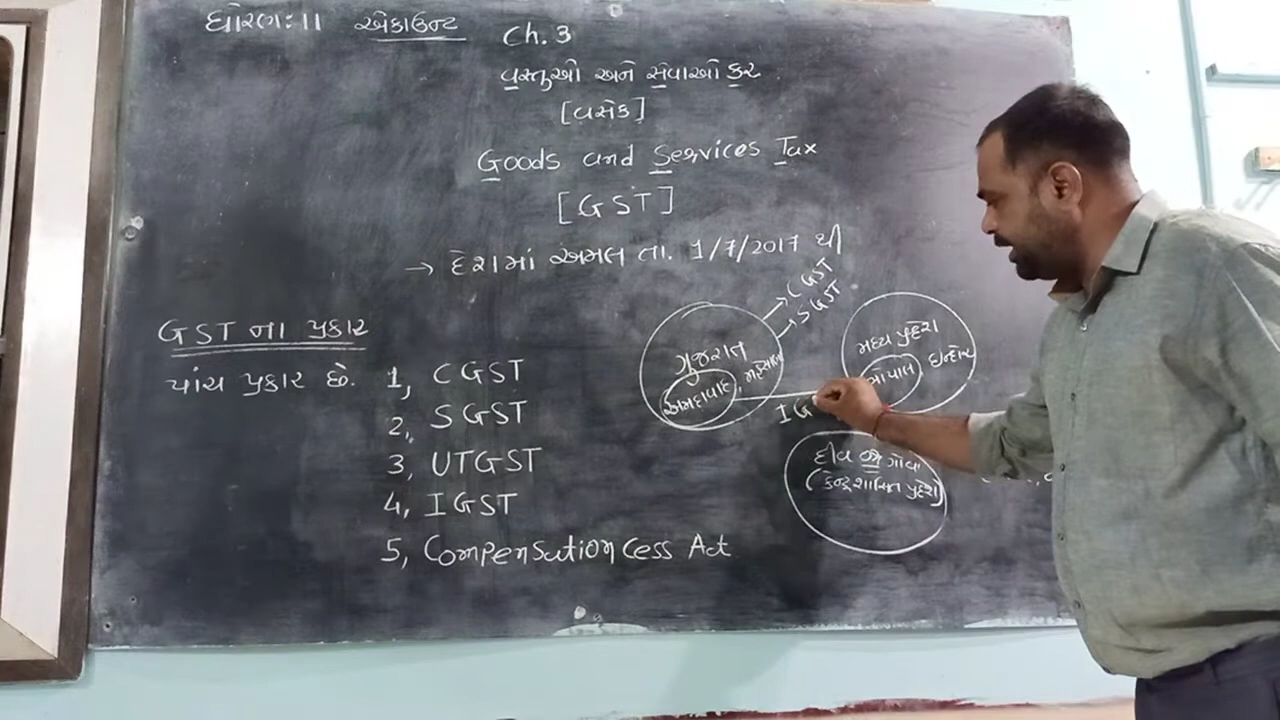 ધોરણ:11 એકાઉન્ટ
Ch.3
વસ્તુઓ અને સેવાઓ કર
[વસેક]
Goods and Services Tax
[GST]
→ દેશમાં અમલ તા. 1/7/2017 થી
GST ના પ્રકાર
પાંચ પ્રકાર છે.
1, CGST
2, SGST
3, UTGST
4, IGST
5, Compensation Cess Act
→ CGST
→ SGST
ગુજરાત
અમદાવાદ, મહેસાણા
મધ્ય પ્રદેશ
ભોપાલ ઇન્દોર
IG
દીવ ગોવા
(કેન્દ્રશાસિત પ્રદેશ)